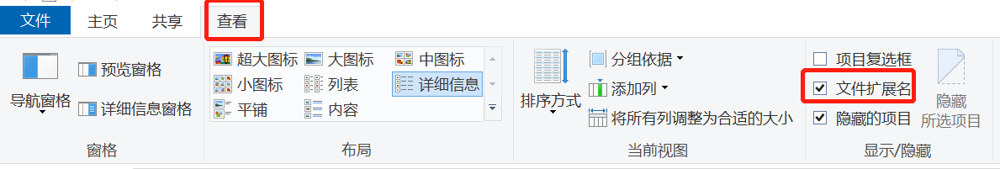 文件 主页 共享 查看
导航窗格
预览窗格
详细信息窗格
窗格
超大图标 大图标 中图标
小图标 列表 详细信息
平铺 内容
布局
排序方式
分组依据
添加列
将所有列调整为合适的大小
当前视图
项目复选框
文件扩展名
隐藏的项目
隐藏
所选项目
显示/隐藏